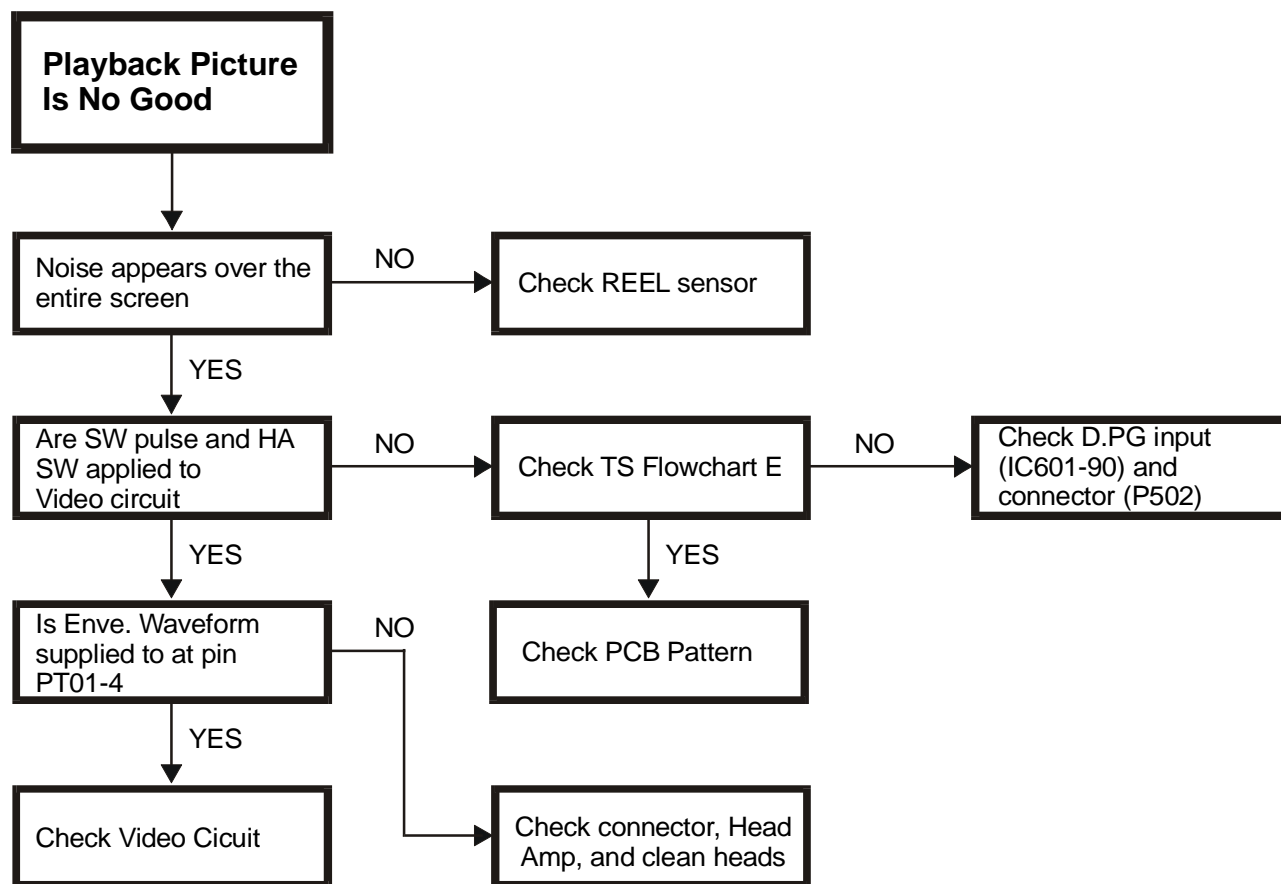 Playback Picture
Is No Good
Noise appears over the
entire screen
NO
Check REEL sensor
YES
Are SW pulse and HA
SW applied to
Video circuit
NO
Check TS Flowchart E
NO
Check D.PG input
(IC601-90) and
connector (P502)
YES
YES
Is Enve. Waveform
supplied to at pin
PT01-4
NO
Check PCB Pattern
YES
Check Video Cicuit
Check connector, Head
Amp, and clean heads